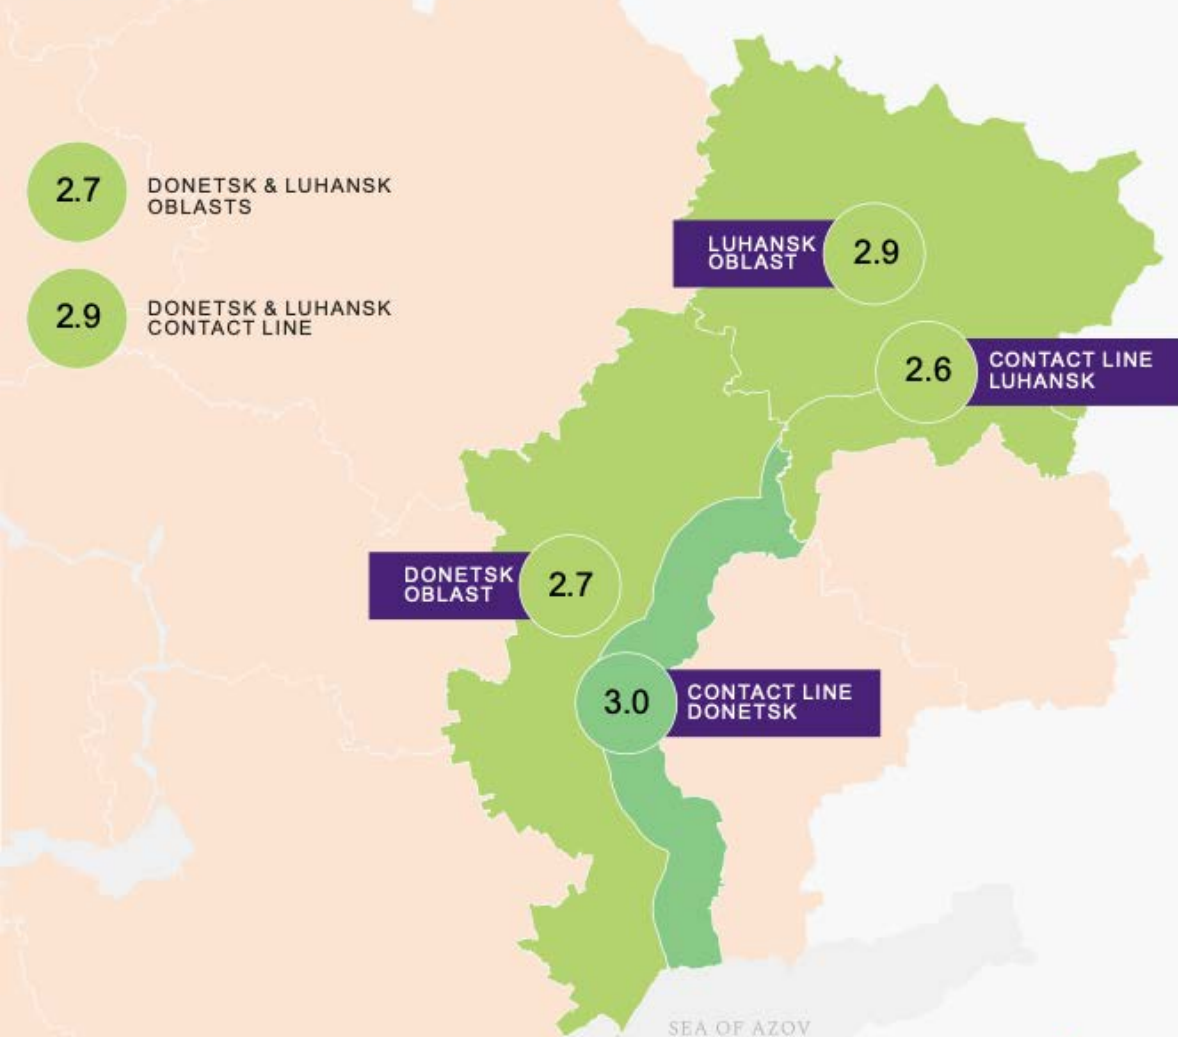 2.7
DONETSK & LUHANSK
OBLASTS
2.9
DONETSK & LUHANSK
CONTACT LINE
LUHANSK
OBLAST
2.9
2.6
CONTACT LINE
LUHANSK
DONETSK
OBLAST
2.7
3.0
CONTACT LINE
DONETSK
SEA OF AZOV